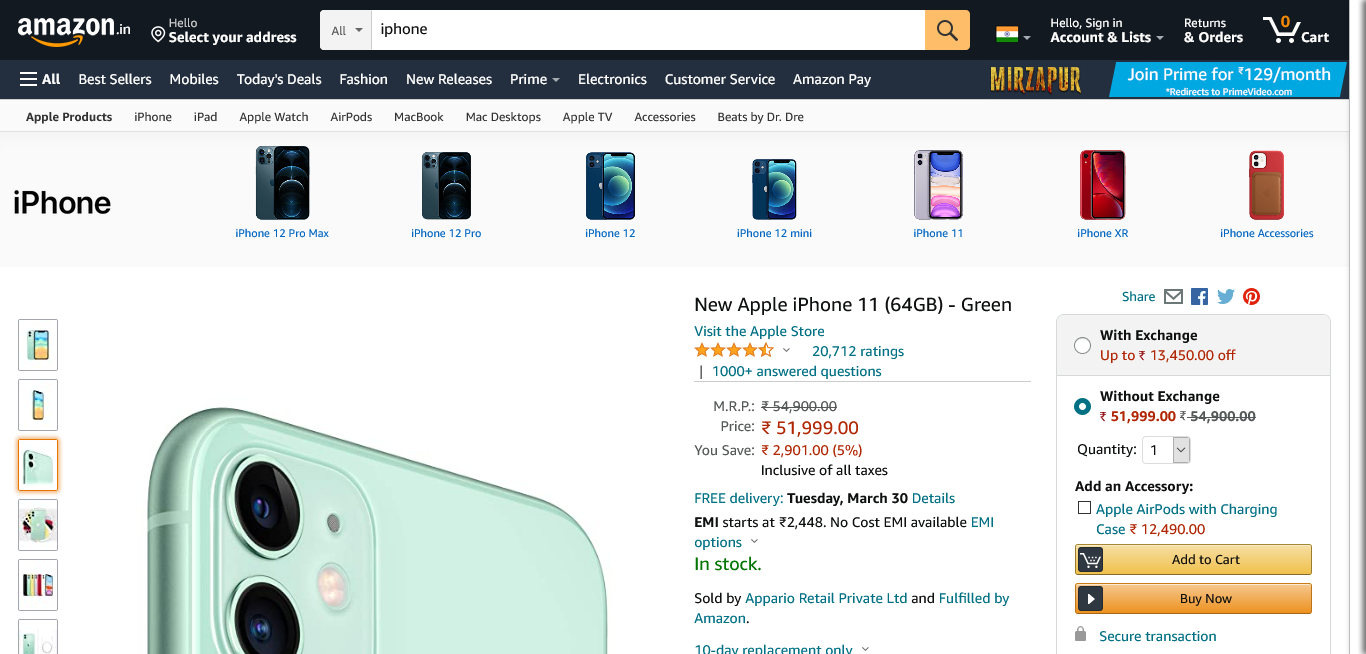 amazon.in
Hello
Select your address
All
iphone
Hello, Sign in
Account & Lists
Returns
& Orders
0
Cart
All Best Sellers Mobiles Today's Deals Fashion New Releases Prime Electronics Customer Service Amazon Pay
MIRZAPUR
Join Prime for ₹129/month
*Redirects to PrimeVideo.com
Apple Products iPhone iPad Apple Watch AirPods MacBook Mac Desktops Apple TV Accessories Beats by Dr. Dre
iPhone
iPhone 12 Pro Max iPhone 12 Pro iPhone 12 iPhone 12 mini iPhone 11 iPhone XR iPhone Accessories
New Apple iPhone 11 (64GB) - Green
Visit the Apple Store
20,712 ratings
| 1000+ answered questions
M.R.P.: ₹ 54,900.00
Price: ₹ 51,999.00
You Save: ₹ 2,901.00 (5%)
Inclusive of all taxes
FREE delivery: Tuesday, March 30 Details
EMI starts at ₹2,448. No Cost EMI available EMI
options
In stock.
Sold by Appario Retail Private Ltd and Fulfilled by
Amazon.
10-day replacement only
Share
With Exchange
Up to ₹ 13,450.00 off
Without Exchange
₹ 51,999.00 ₹ 54,900.00
Quantity: 1
Add an Accessory:
Apple AirPods with Charging
Case ₹ 12,490.00
Add to Cart
Buy Now
Secure transaction